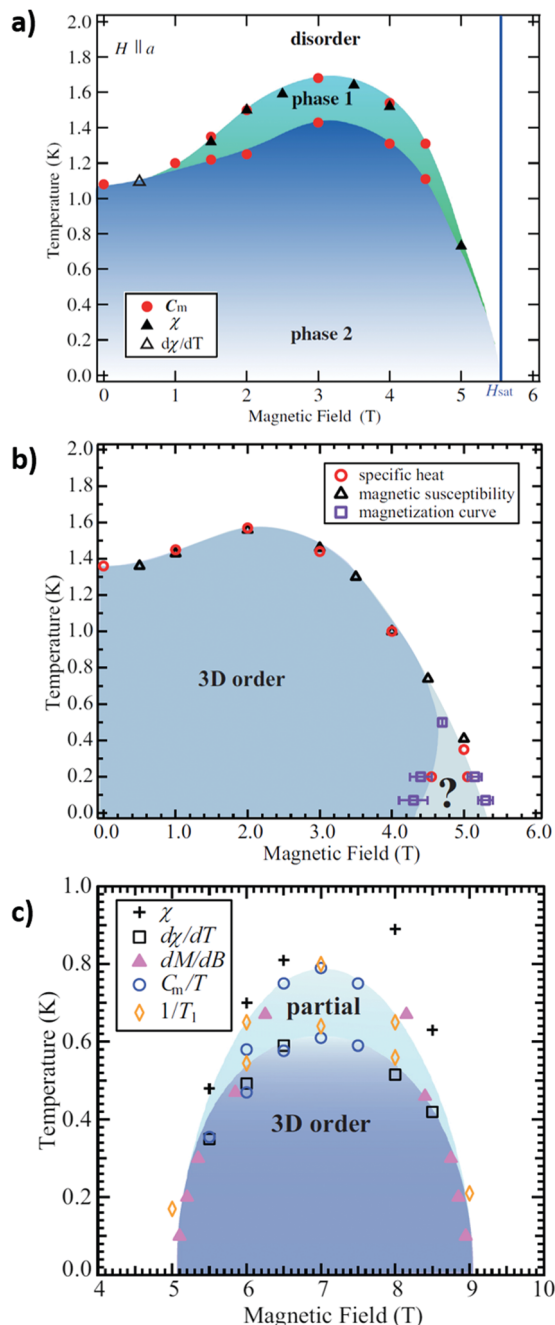 a)
2.0
1.8
1.6
1.4
1.2
1.0
0.8
0.6
0.4
0.2
0.0
Temperature (K)
H ∥ a
disorder
phase 1
phase 2
Cm
χ
dχ/dT
0 1 2 3 4 5 6
Hsat
Magnetic Field (T)
b)
2.0
1.8
1.6
1.4
1.2
1.0
0.8
0.6
0.4
0.2
0.0
Temperature (K)
specific heat
magnetic susceptibility
magnetization curve
3D order
?
0.0 1.0 2.0 3.0 4.0 5.0 6.0
Magnetic Field (T)
c)
1.0
0.8
0.6
0.4
0.2
0.0
Temperature (K)
χ
dχ/dT
dM/dB
Cm/T
1/T1
partial
3D order
4 5 6 7 8 9 10
Magnetic Field (T)